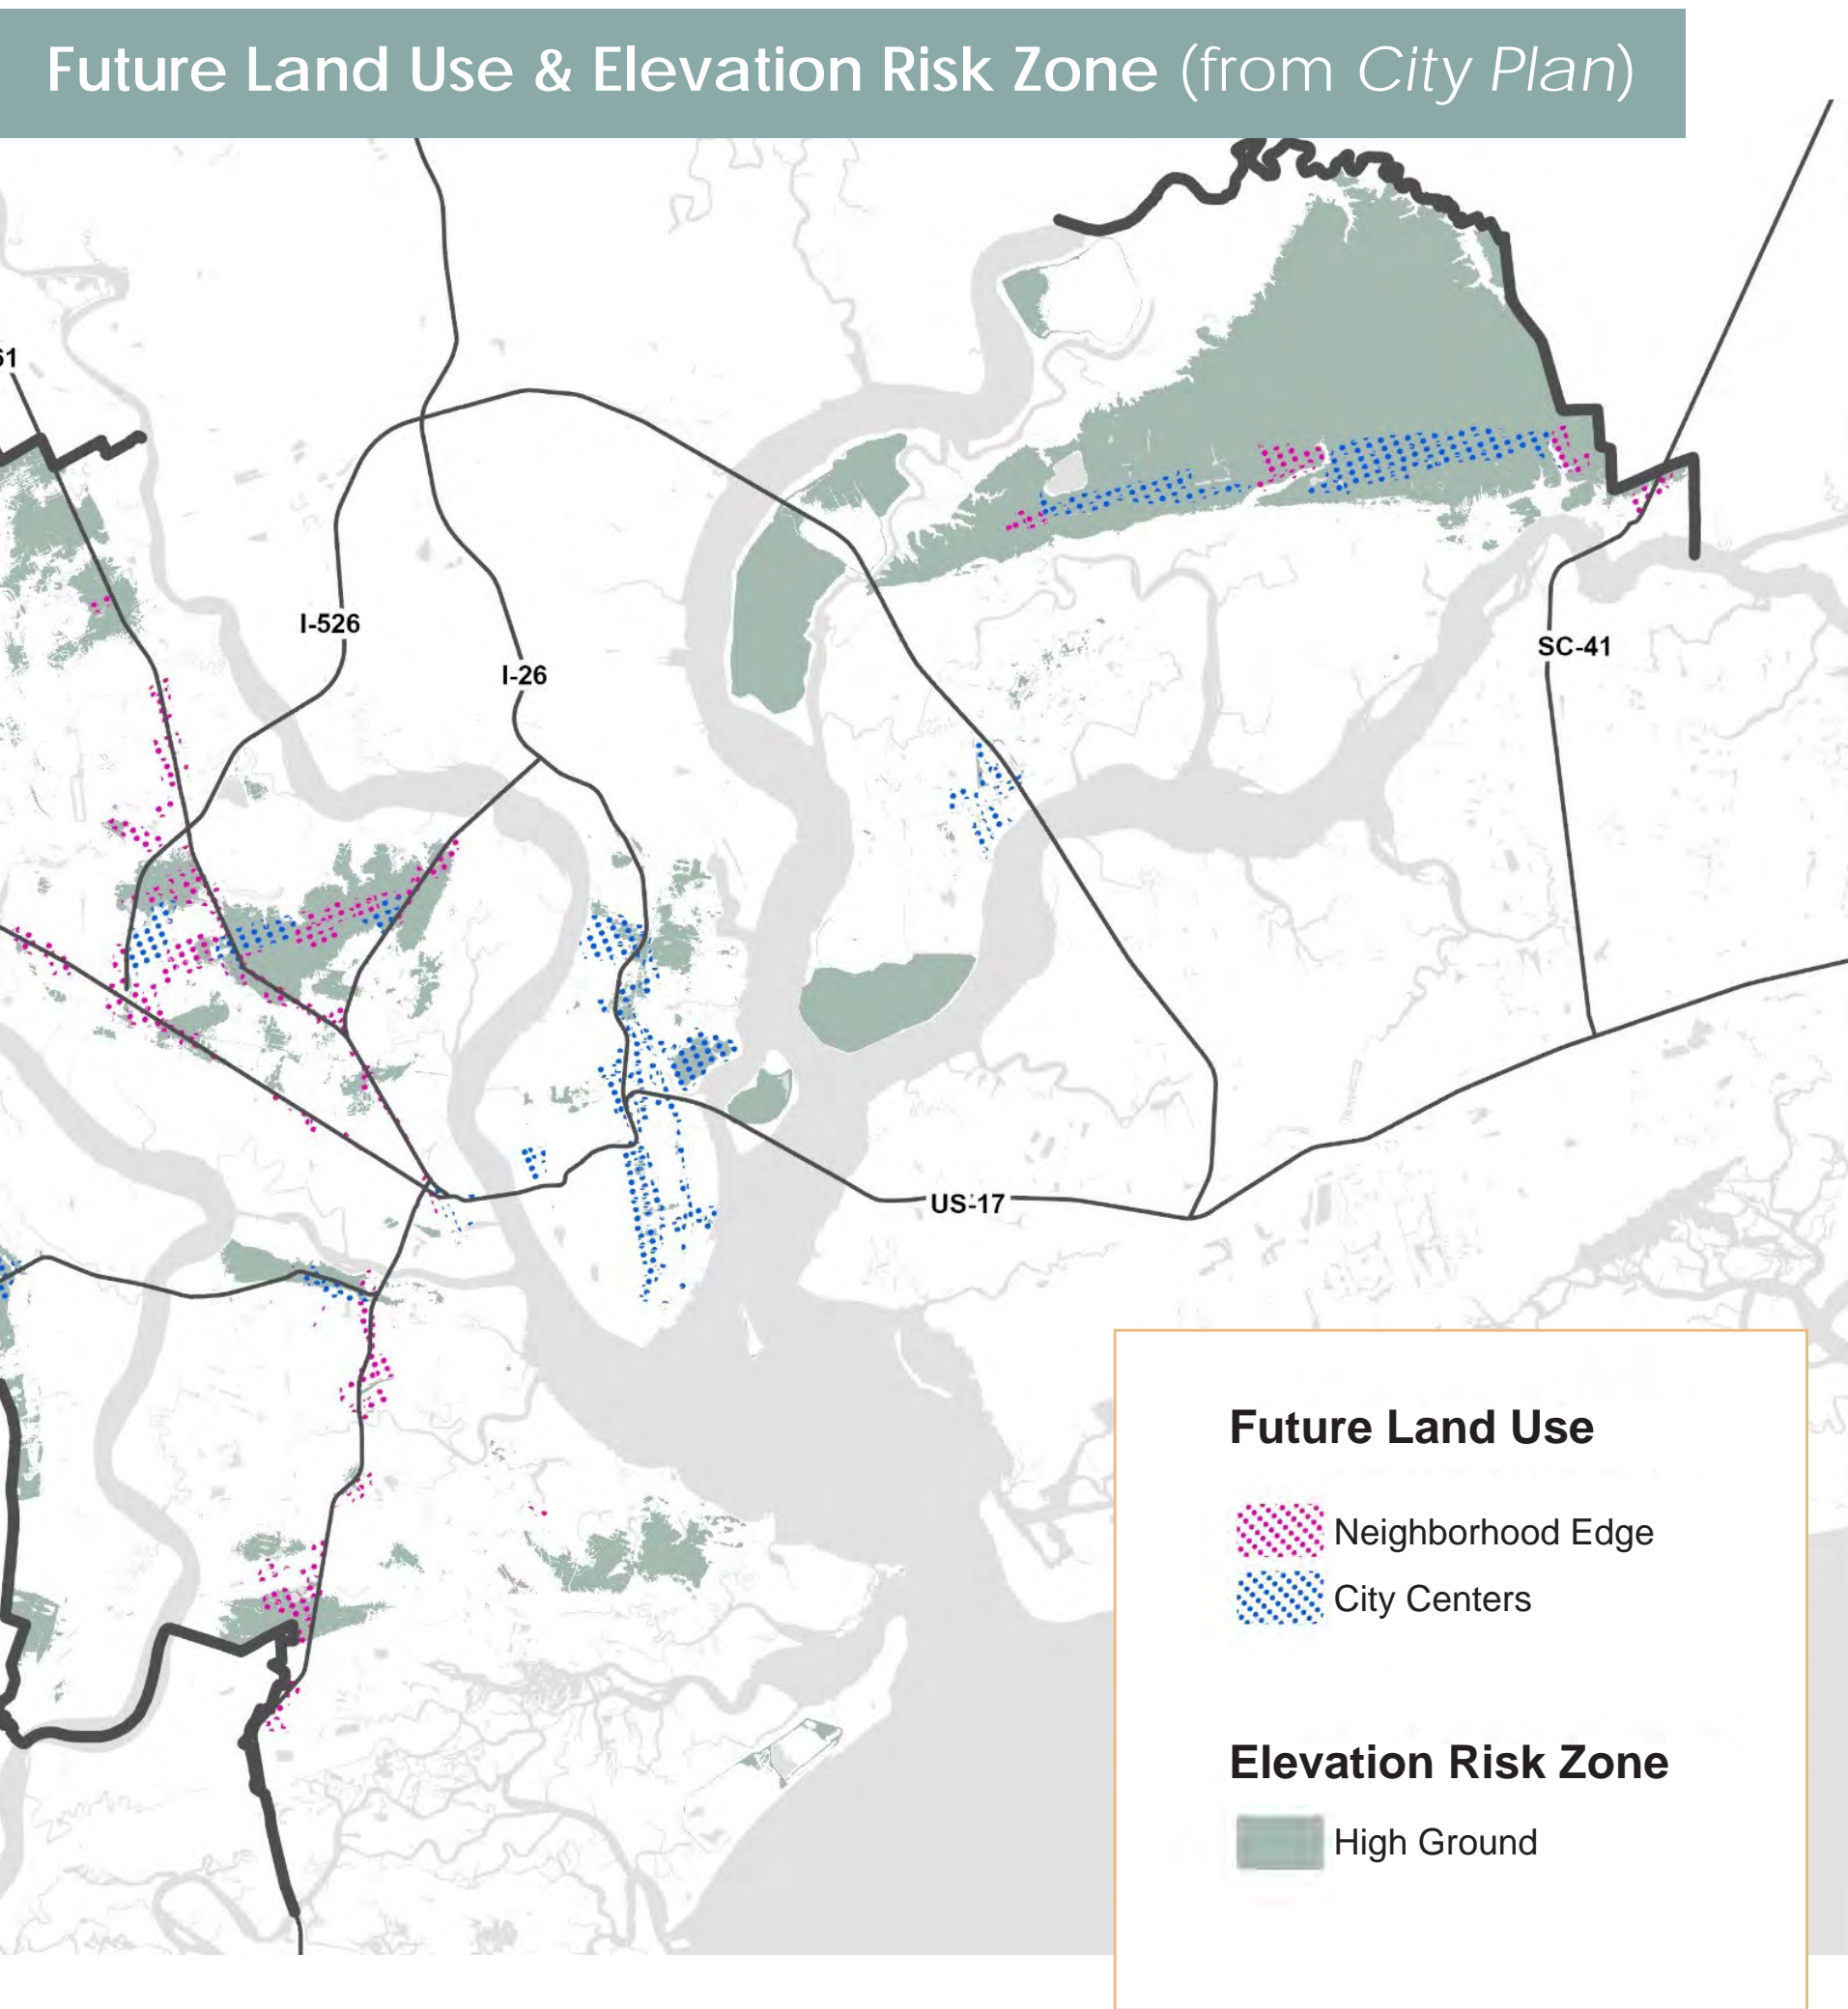 Future Land Use & Elevation Risk Zone (from City Plan)
61
I-526
I-26
SC-41
US-17
Future Land Use
Neighborhood Edge
City Centers
Elevation Risk Zone
High Ground